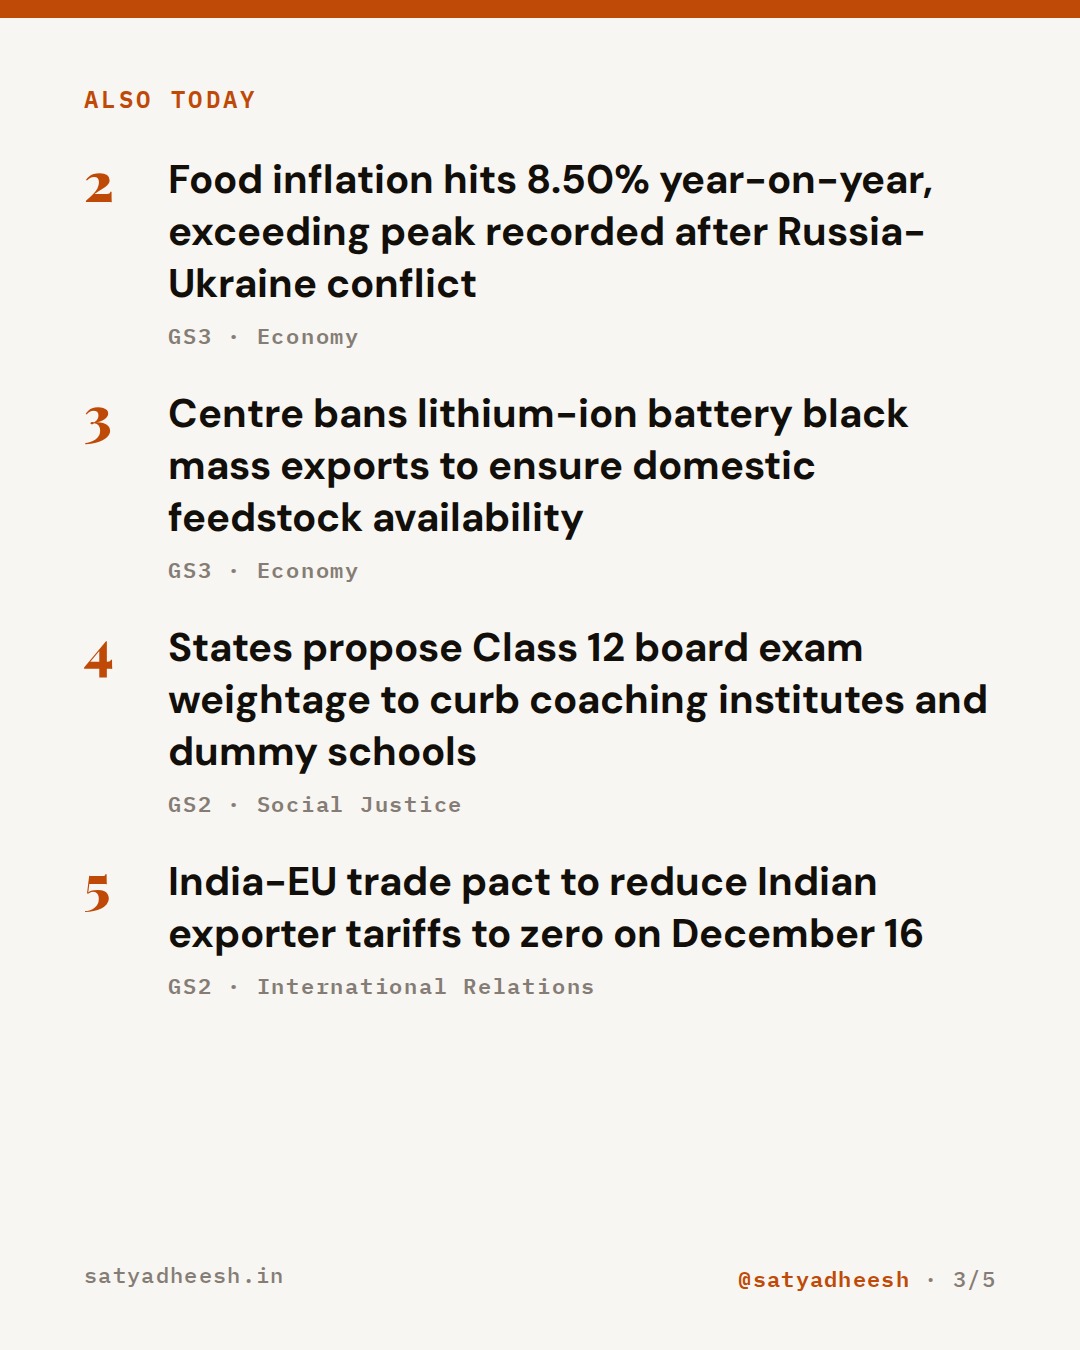 ALSO TODAY
2
Food inflation hits 8.50% year-on-year,
exceeding peak recorded after Russia-
Ukraine conflict
GS3 · Economy
3
Centre bans lithium-ion battery black
mass exports to ensure domestic
feedstock availability
GS3 · Economy
4
States propose Class 12 board exam
weightage to curb coaching institutes and
dummy schools
GS2 · Social Justice
5
India-EU trade pact to reduce Indian
exporter tariffs to zero on December 16
GS2 · International Relations
satyadheesh.in
@satyadheesh · 3/5